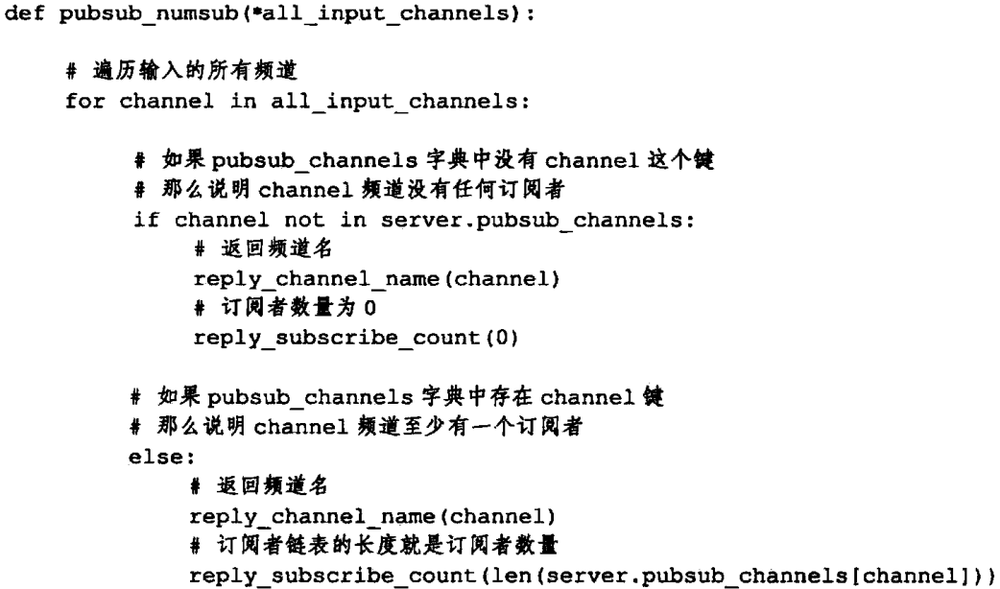 def pubsub_numsub(*all_input_channels):
# 遍历输入的所有频道
for channel in all_input_channels:
# 如果 pubsub_channels 字典中没有 channel 这个键
# 那么说明 channel 频道没有任何订阅者
if channel not in server.pubsub_channels:
# 返回频道名
reply_channel_name(channel)
# 订阅者数量为 0
reply_subscribe_count(0)
# 如果 pubsub_channels 字典中存在 channel 键
# 那么说明 channel 频道至少有一个订阅者
else:
# 返回频道名
reply_channel_name(channel)
# 订阅者链表的长度就是订阅者数量
reply_subscribe_count(len(server.pubsub_channels[channel]))